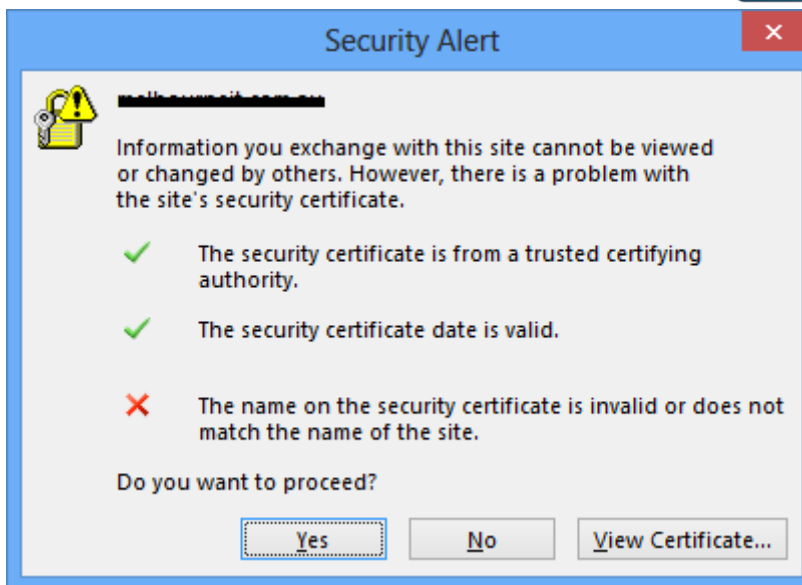 Security Alert
Information you exchange with this site cannot be viewed
or changed by others. However, there is a problem with
the site's security certificate.
The security certificate is from a trusted certifying
authority.
The security certificate date is valid.
The name on the security certificate is invalid or does not
match the name of the site.
Do you want to proceed?
Yes
No
View Certificate...